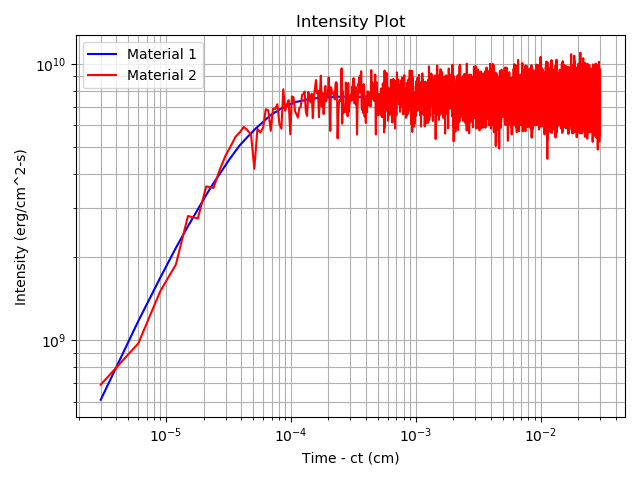 Intensity Plot
Material 1
Material 2
10^10
10^9
Intensity (erg/cm^2-s)
10^-5
10^-4
10^-3
10^-2
Time - ct (cm)